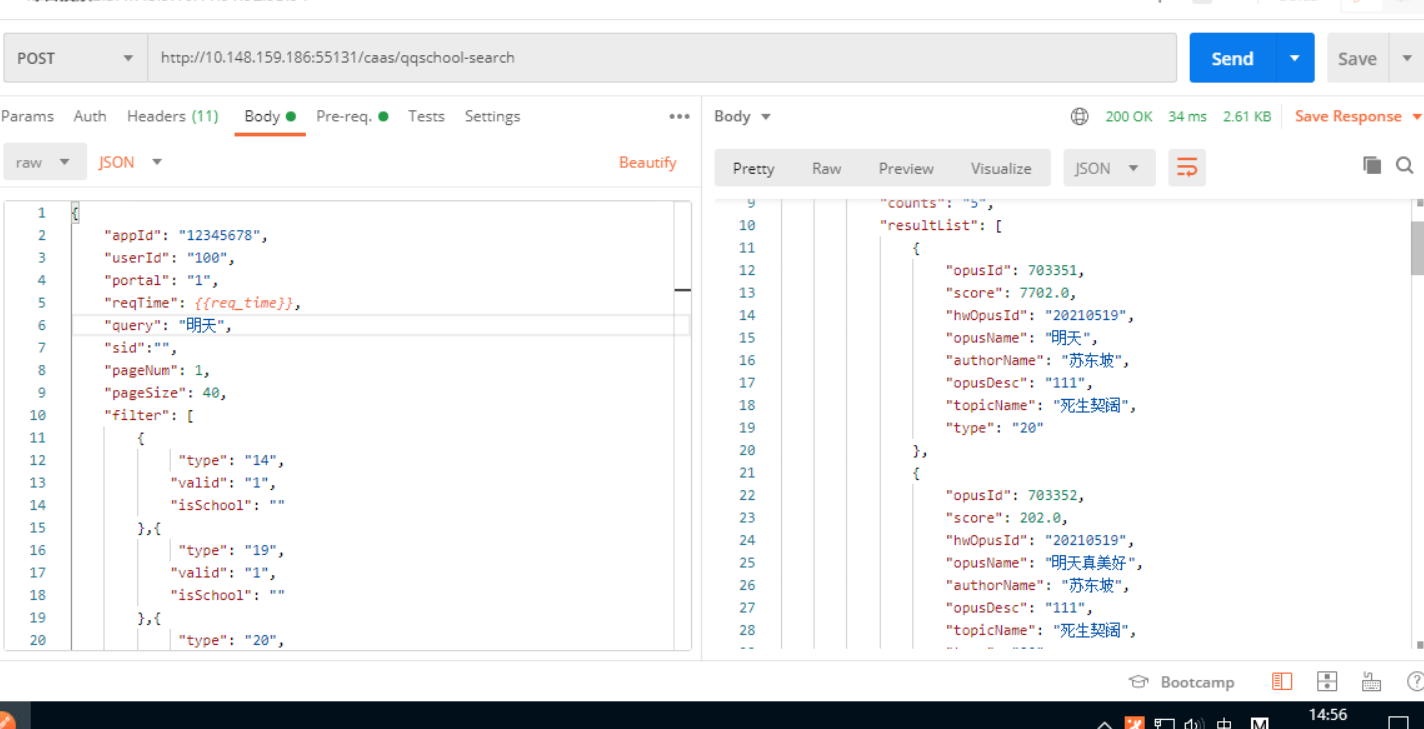 POST
http://10.148.159.186:55131/caas/qqschool-search
Send
Save
Params Auth Headers (11) Body Pre-req. Tests Settings
Body
200 OK 34 ms 2.61 KB Save Response
raw JSON Beautify
Pretty Raw Preview Visualize JSON
1 {
2 "appId": "12345678",
3 "userId": "100",
4 "portal": "1",
5 "reqTime": {{req_time}},
6 "query": "明天",
7 "sid":"",
8 "pageNum": 1,
9 "pageSize": 40,
10 "filter": [
11 {
12 "type": "14",
13 "valid": "1",
14 "isSchool": ""
15 },{
16 "type": "19",
17 "valid": "1",
18 "isSchool": ""
19 },{
20 "type": "20",
9 "counts": "5",
10 "resultList": [
11 {
12 "opusId": 703351,
13 "score": 7702.0,
14 "hwOpusId": "20210519",
15 "opusName": "明天",
16 "authorName": "苏东坡",
17 "opusDesc": "111",
18 "topicName": "死生契阔",
19 "type": "20"
20 },
21 {
22 "opusId": 703352,
23 "score": 202.0,
24 "hwOpusId": "20210519",
25 "opusName": "明天真美好",
26 "authorName": "苏东坡",
27 "opusDesc": "111",
28 "topicName": "死生契阔",
Bootcamp
中 M 14:56